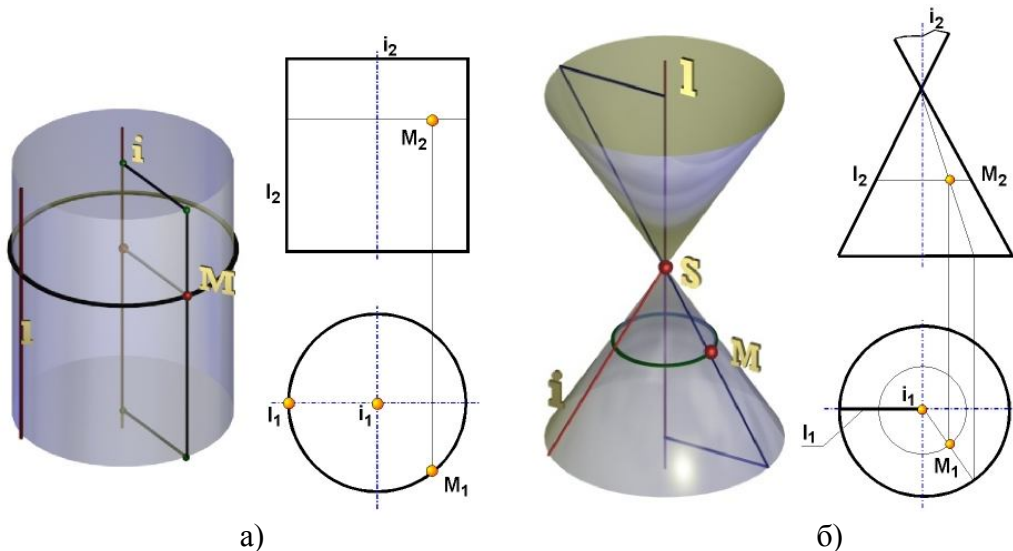 i
l
M
i₂
M₂
l₂
l₁
i₁
M₁
а)
l
S
M
i
i₂
l₂
M₂
i₁
l₁
M₁
б)